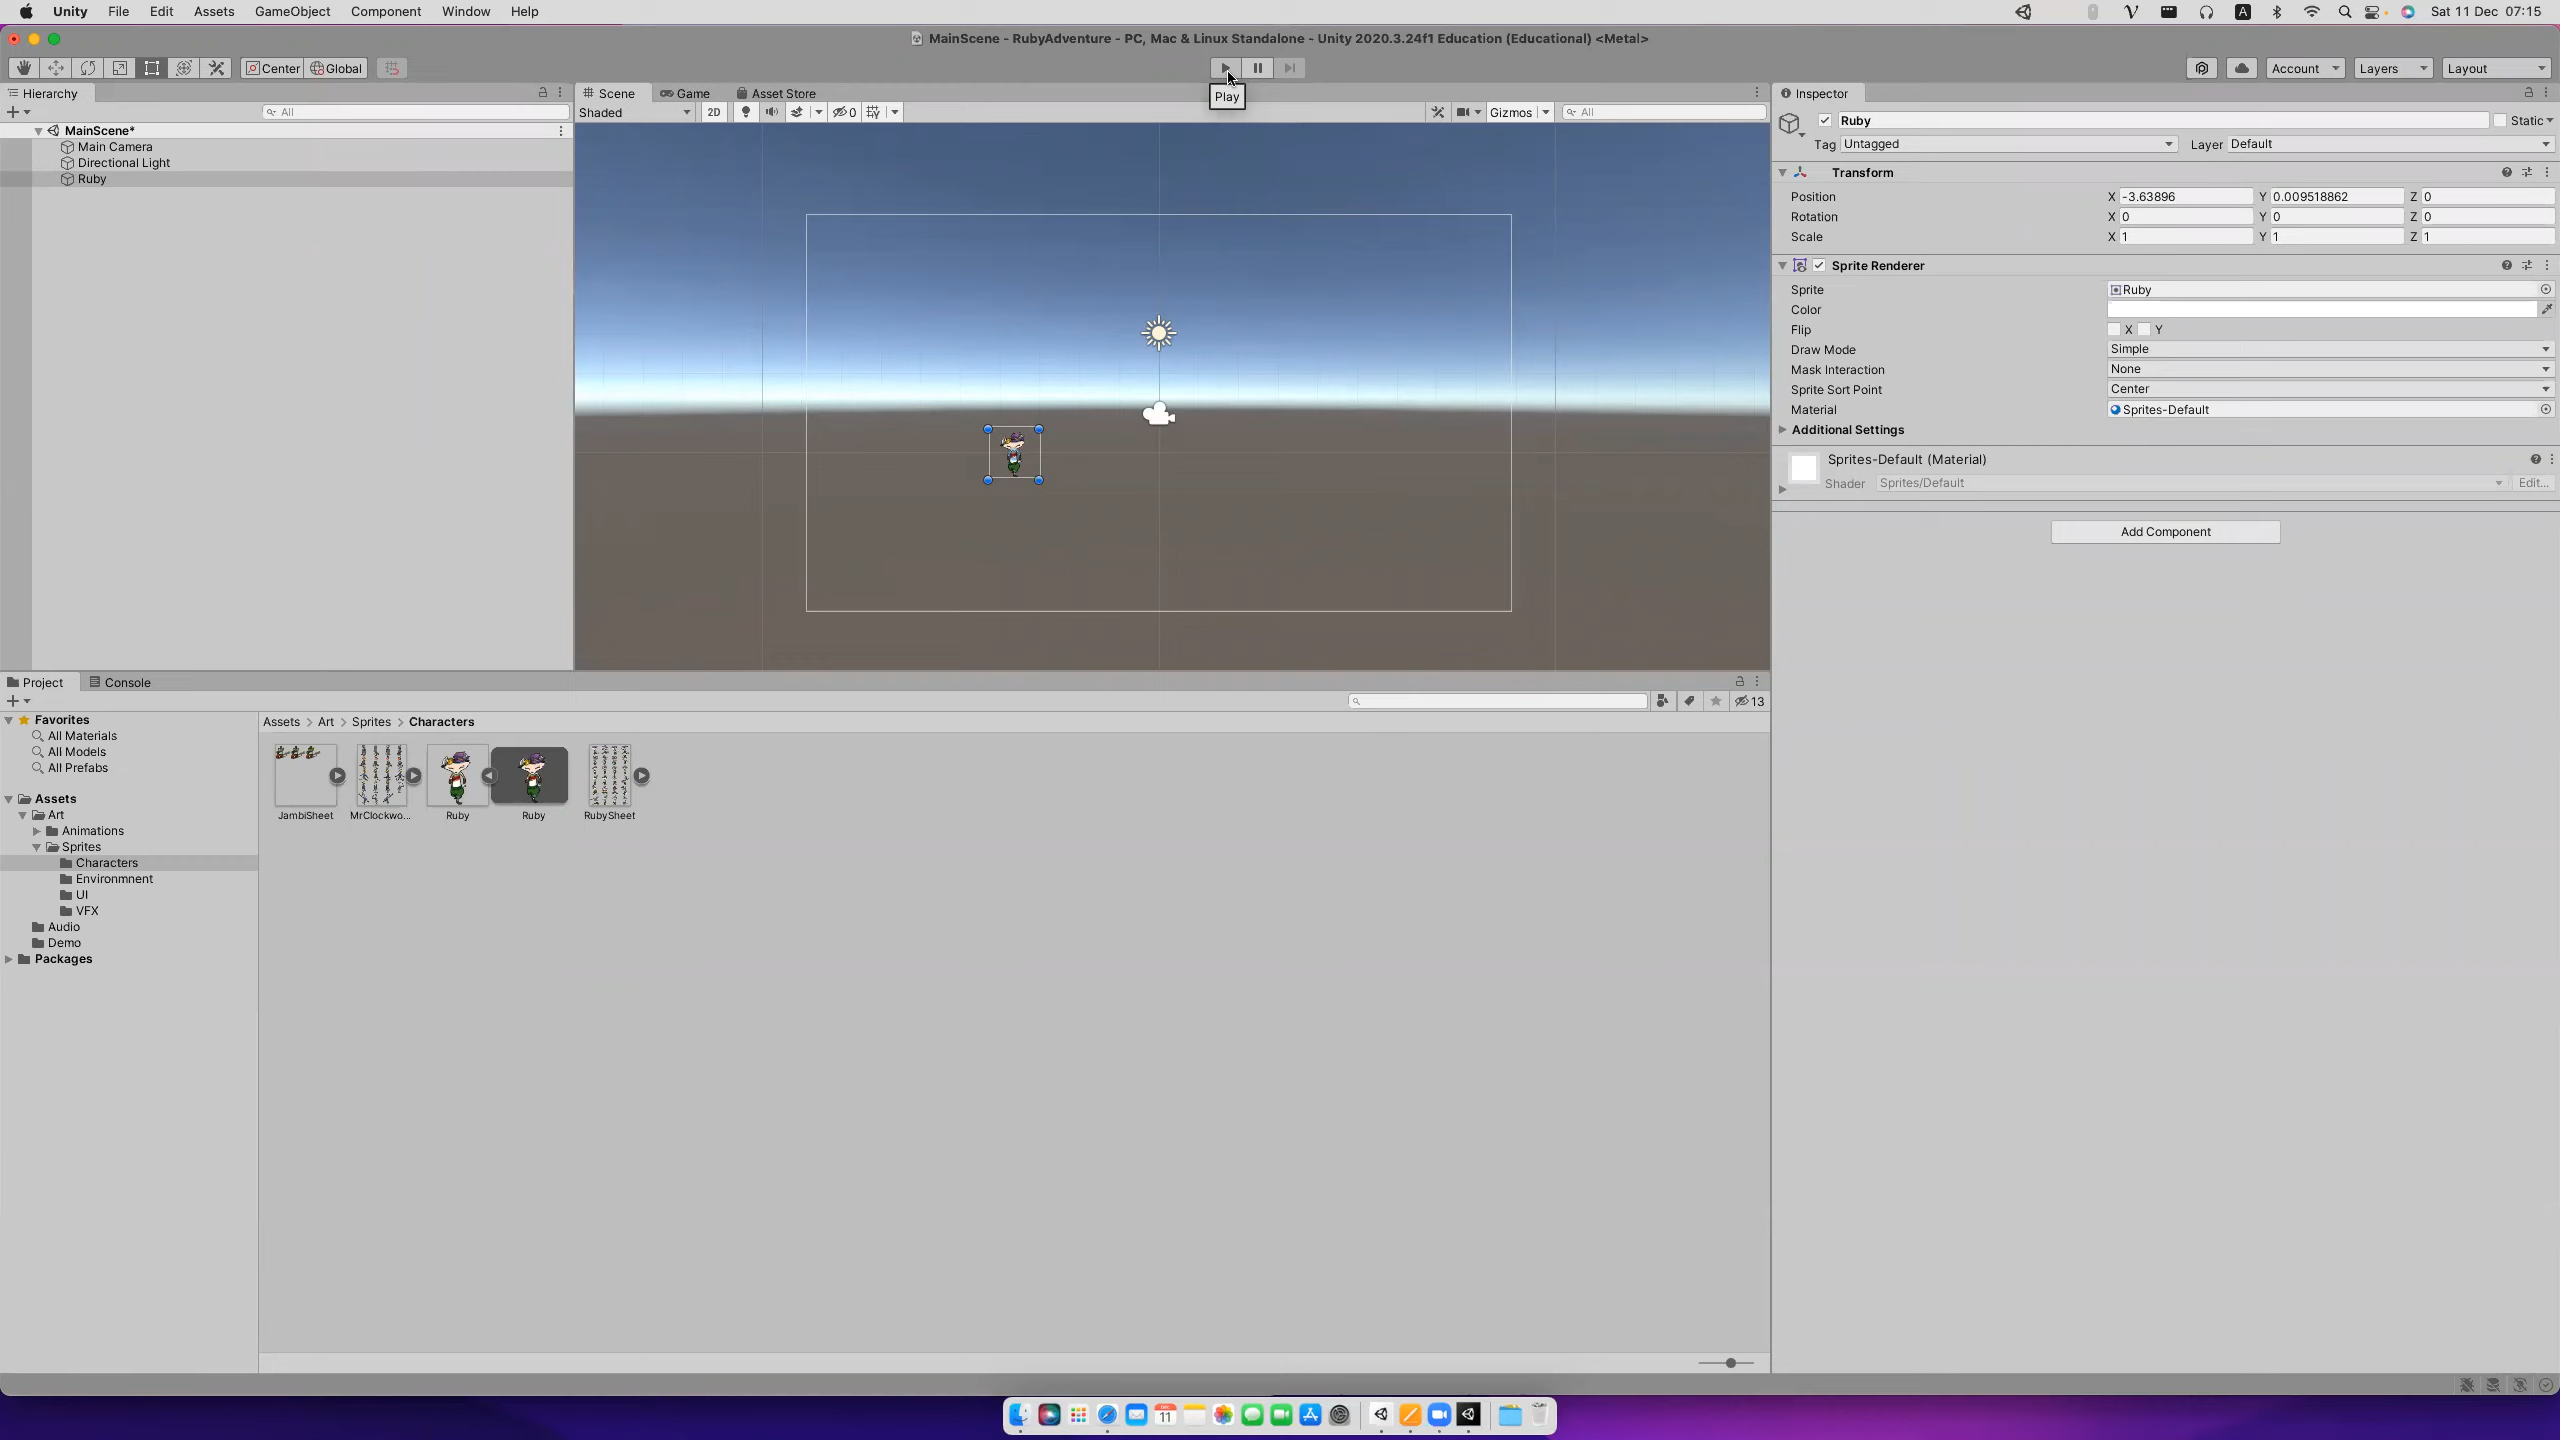 Unity File Edit Assets GameObject Component Window Help A Sat 11 Dec 07:15
MainScene - RubyAdventure - PC, Mac & Linux Standalone - Unity 2020.3.24f1 Education (Educational) <Metal>
Center Global Account Layers Layout
Play
Hierarchy
All
MainScene*
Main Camera
Directional Light
Ruby
Scene Game Asset Store
Shaded 2D 0 Gizmos All
Inspector
Ruby Static
Tag Untagged Layer Default
Transform
Position X -3.63896 Y 0.009518862 Z 0
Rotation X 0 Y 0 Z 0
Scale X 1 Y 1 Z 1
Sprite Renderer
Sprite Ruby
Color
Flip X Y
Draw Mode Simple
Mask Interaction None
Sprite Sort Point Center
Material Sprites-Default
Additional Settings
Sprites-Default (Material)
Shader Sprites/Default Edit...
Add Component
Project Console
13
Favorites
All Materials
All Models
All Prefabs
Assets
Art
Animations
Sprites
Characters
Environmnent
UI
VFX
Audio
Demo
Packages
Assets > Art > Sprites > Characters
JambiSheet MrClockwo... Ruby Ruby RubySheet
11